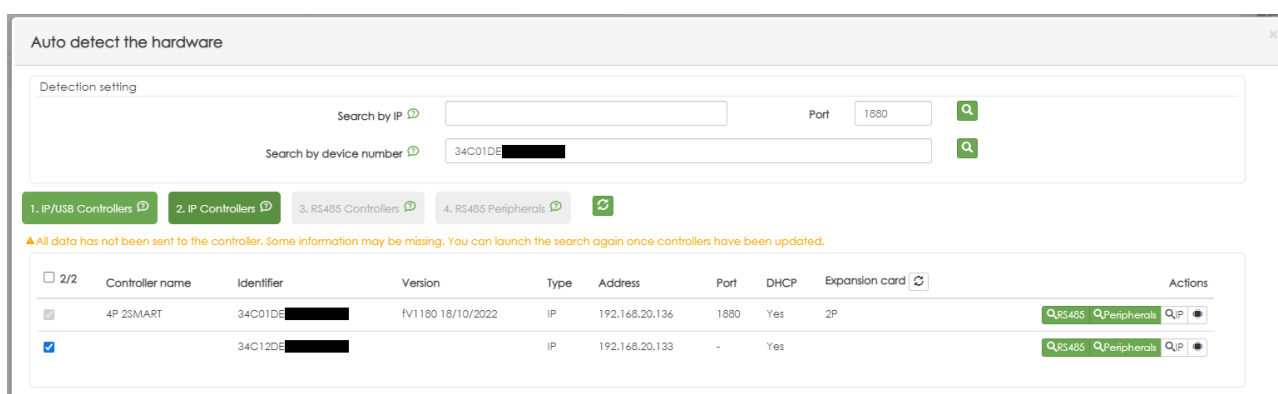 Auto detect the hardware
Detection setting
Search by IP
Port 1880
Search by device number 34C01DE
1. IP/USB Controllers 2. IP Controllers 3. RS485 Controllers 4. RS485 Peripherals
All data has not been sent to the controller. Some information may be missing. You can launch the search again once controllers have been updated.
2/2 Controller name Identifier Version Type Address Port DHCP Expansion card Actions
4P 2SMART 34C01DE fV1180 18/10/2022 IP 192.168.20.136 1880 Yes 2P RS485 Peripherals IP
34C12DE IP 192.168.20.133 - Yes RS485 Peripherals IP